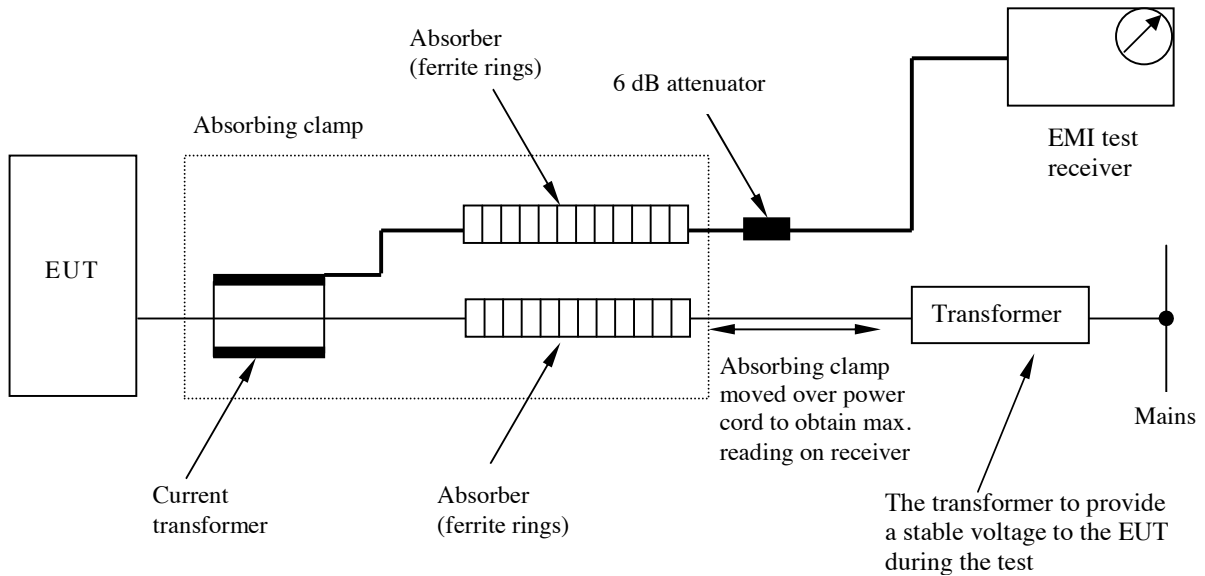 Absorber
(ferrite rings)
6 dB attenuator
Absorbing clamp
EMI test
receiver
EUT
Transformer
Absorbing clamp
moved over power
cord to obtain max.
reading on receiver
Mains
Current
transformer
Absorber
(ferrite rings)
The transformer to provide
a stable voltage to the EUT
during the test